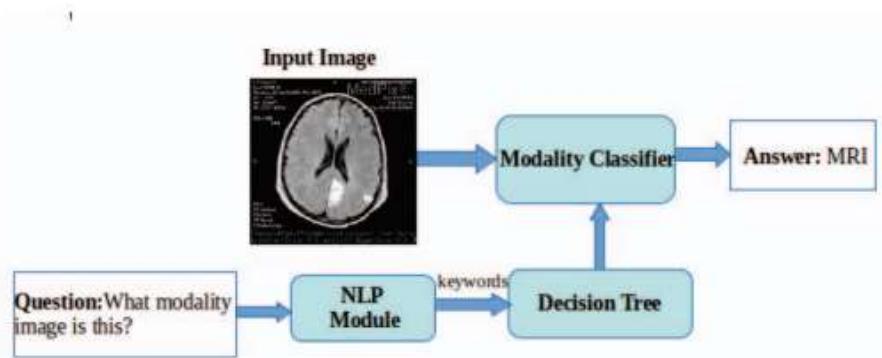 Input Image
MedPix
Modality Classifier
Answer: MRI
Question:What modality
image is this?
NLP
Module
keywords
Decision Tree